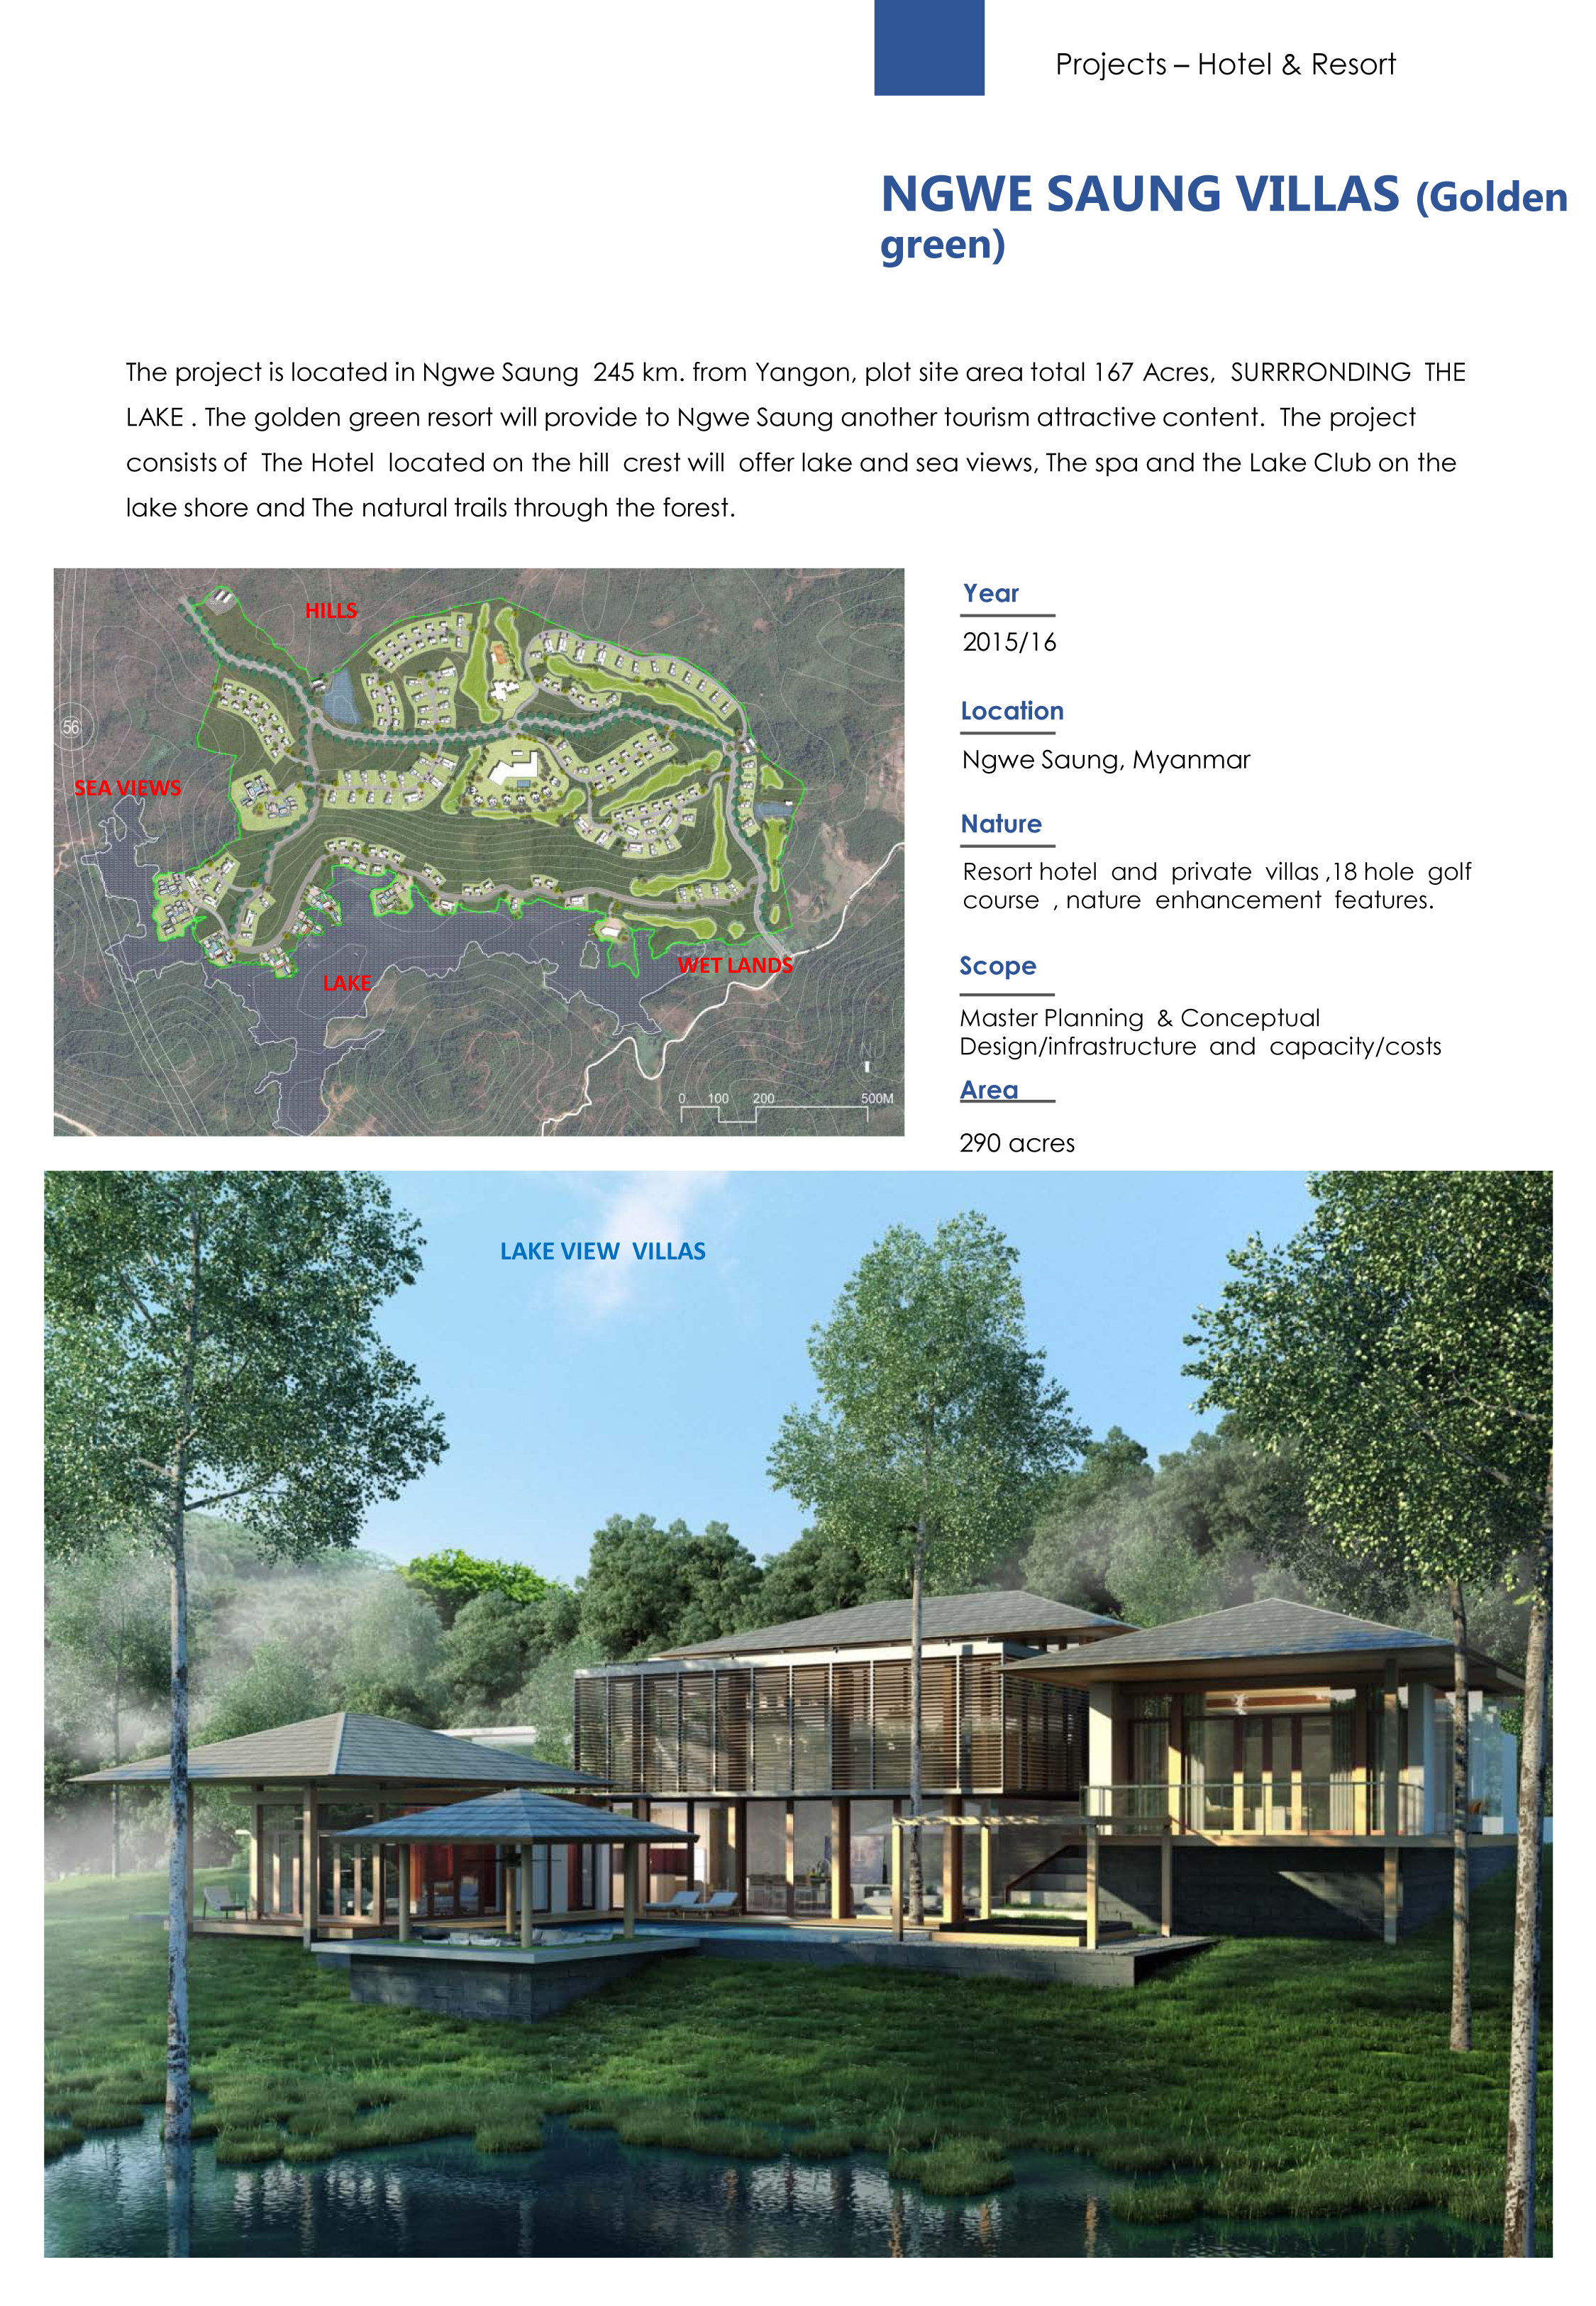 Projects – Hotel & Resort
NGWE SAUNG VILLAS (Golden
green)
The project is located in Ngwe Saung 245 km. from Yangon, plot site area total 167 Acres, SURRRONDING THE
LAKE . The golden green resort will provide to Ngwe Saung another tourism attractive content. The project
consists of The Hotel located on the hill crest will offer lake and sea views, The spa and the Lake Club on the
lake shore and The natural trails through the forest.
HILLS
56
SEA VIEWS
LAKE
WET LANDS
N
0 100 200 500M
Year
2015/16
Location
Ngwe Saung, Myanmar
Nature
Resort hotel and private villas ,18 hole golf
course , nature enhancement features.
Scope
Master Planning & Conceptual
Design/infrastructure and capacity/costs
Area
290 acres
LAKE VIEW VILLAS